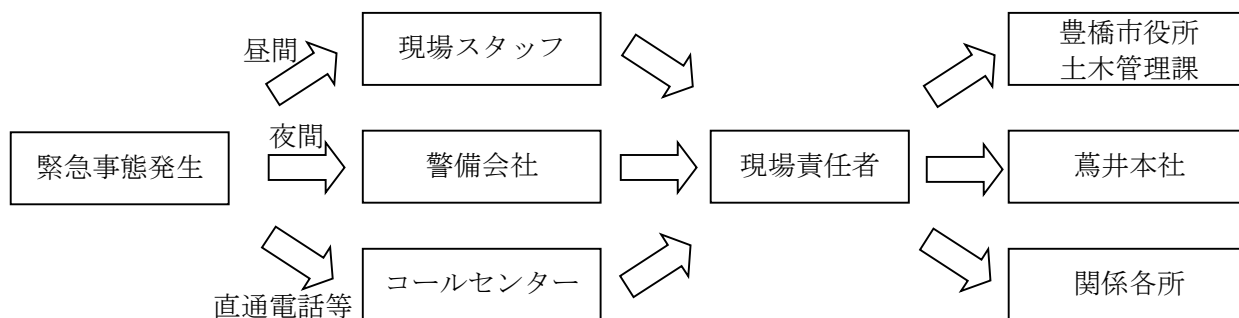 昼間
現場スタッフ
豊橋市役所
土木管理課
夜間
緊急事態発生
警備会社
現場責任者
蔦井本社
直通電話等
コールセンター
関係各所